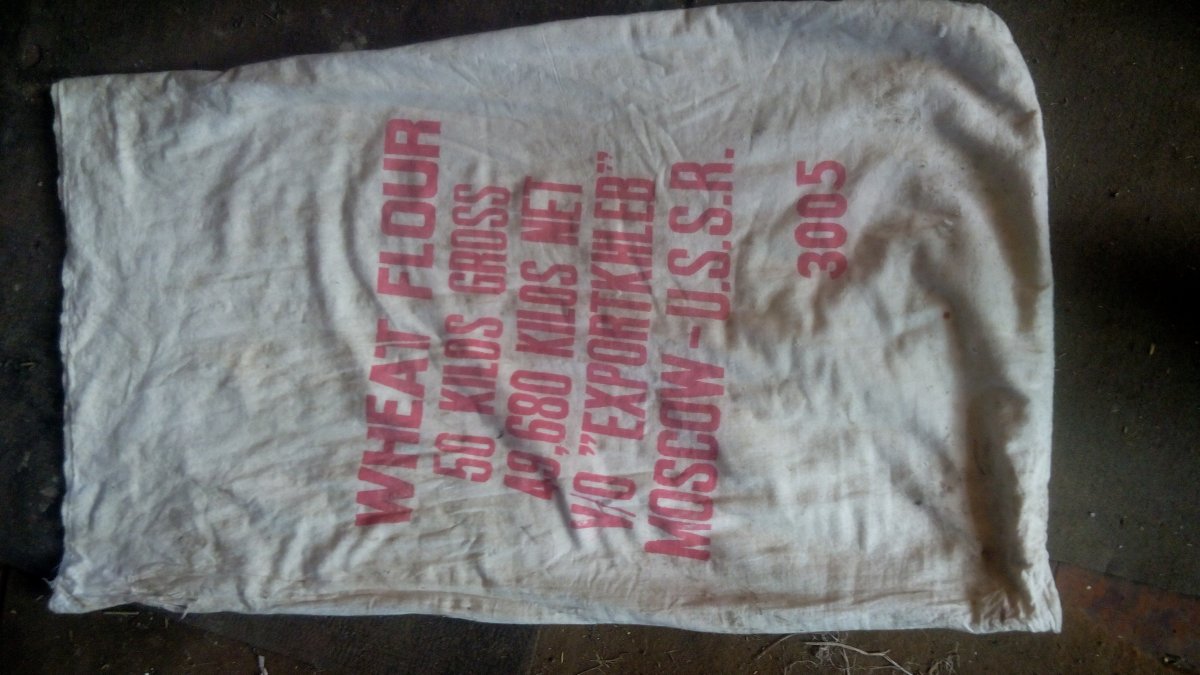 WHEAT FLOUR
50 KILOS GROSS
49,680 KILOS NET
V/O "EXPORTKHLEB"
MOSCOW - U.S.S.R.
3005